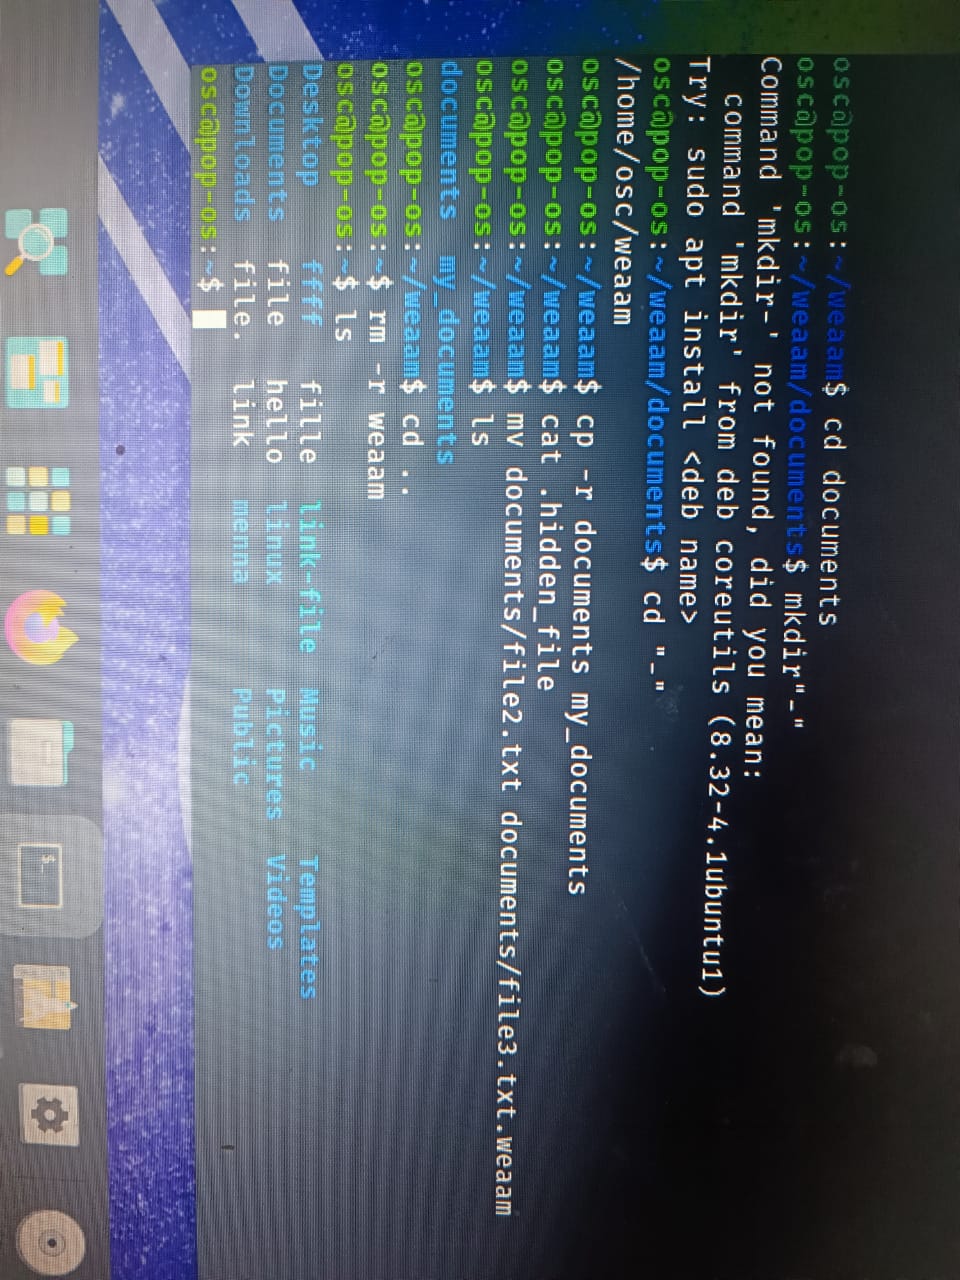 osc@pop-os:~/weaam$ cd documents
osc@pop-os:~/weaam/documents$ mkdir"-"
Command 'mkdir-' not found, did you mean:
command 'mkdir' from deb coreutils (8.32-4.1ubuntu1)
Try: sudo apt install <deb name>
osc@pop-os:~/weaam/documents$ cd "-"
/home/osc/weaam
osc@pop-os:~/weaam$ cp -r documents my_documents
osc@pop-os:~/weaam$ cat .hidden_file
osc@pop-os:~/weaam$ mv documents/file2.txt documents/file3.txt.weaam
osc@pop-os:~/weaam$ ls
documents my_documents
osc@pop-os:~/weaam$ cd ..
osc@pop-os:~$ rm -r weaam
osc@pop-os:~$ ls
Desktop ffff fille link-file Music Templates
Documents file hello linux Pictures Videos
Downloads file. link menna Public
osc@pop-os:~$